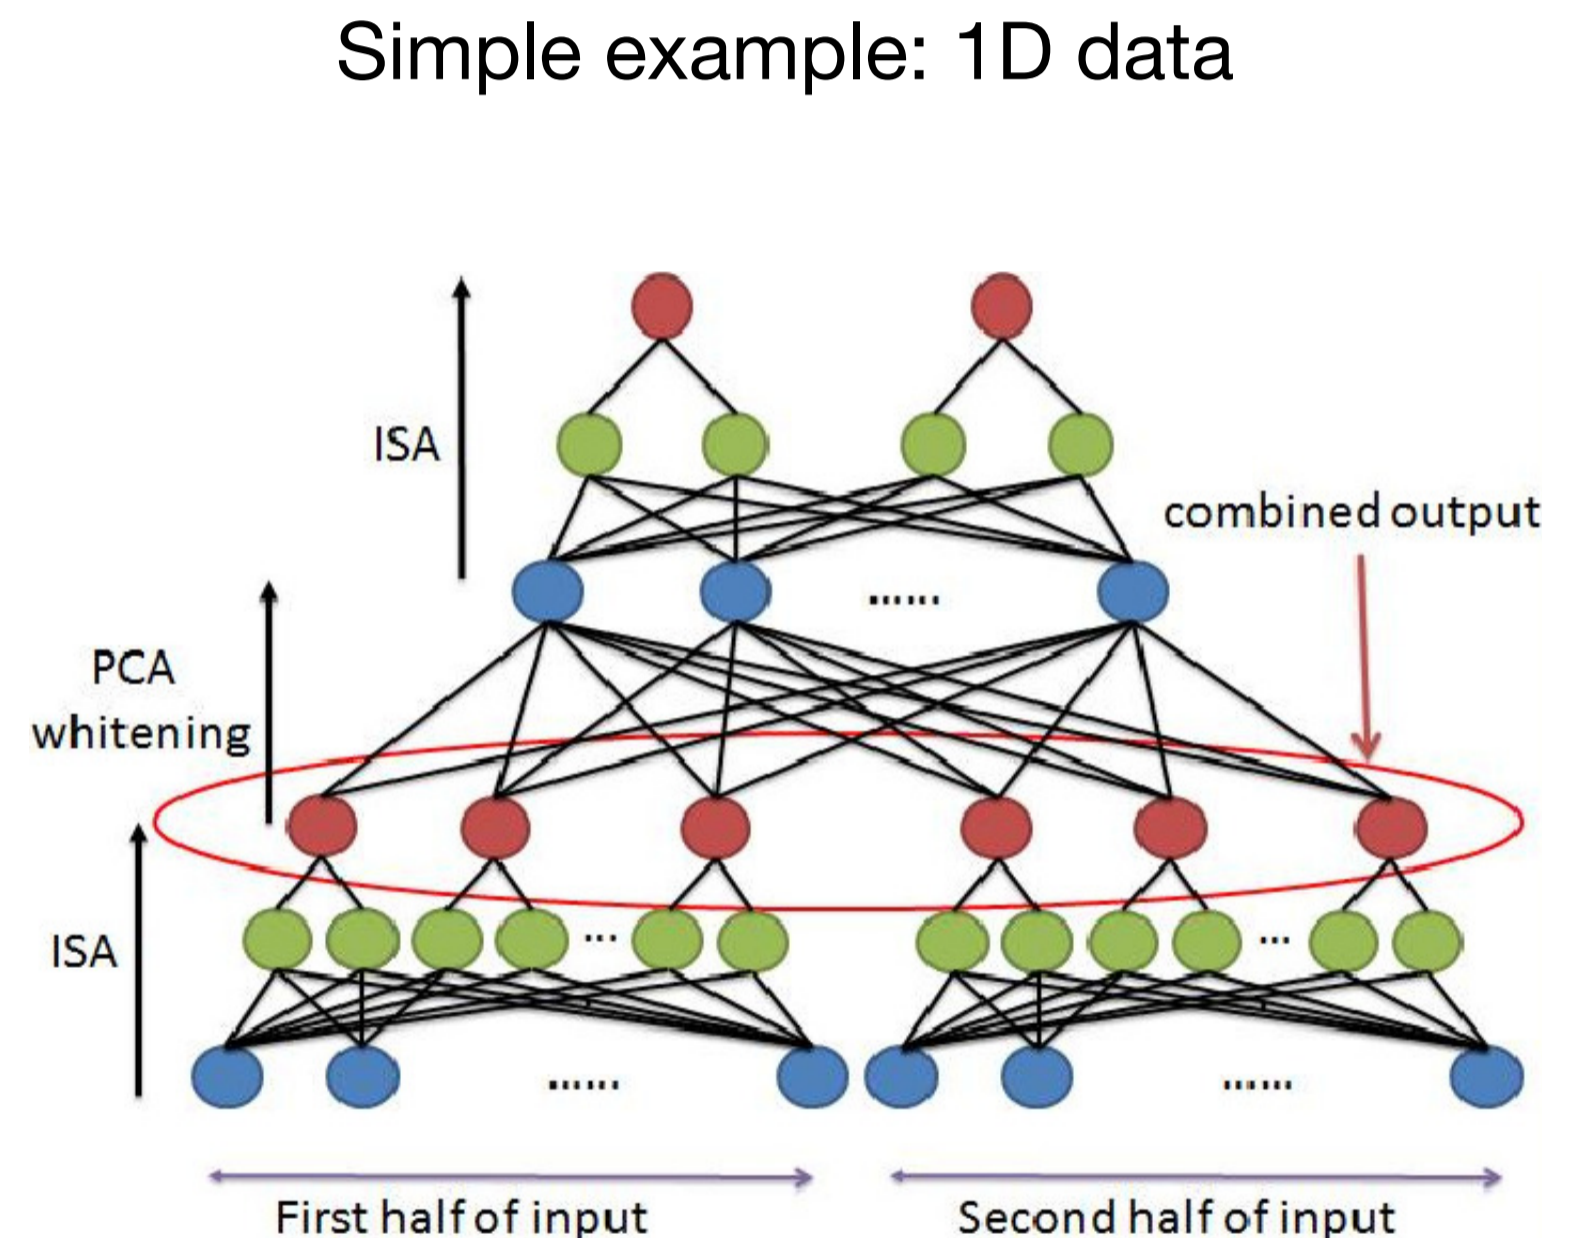 Simple example: 1D data
ISA
combined output
......
PCA
whitening
ISA
...
...
......
......
First half of input
Second half of input